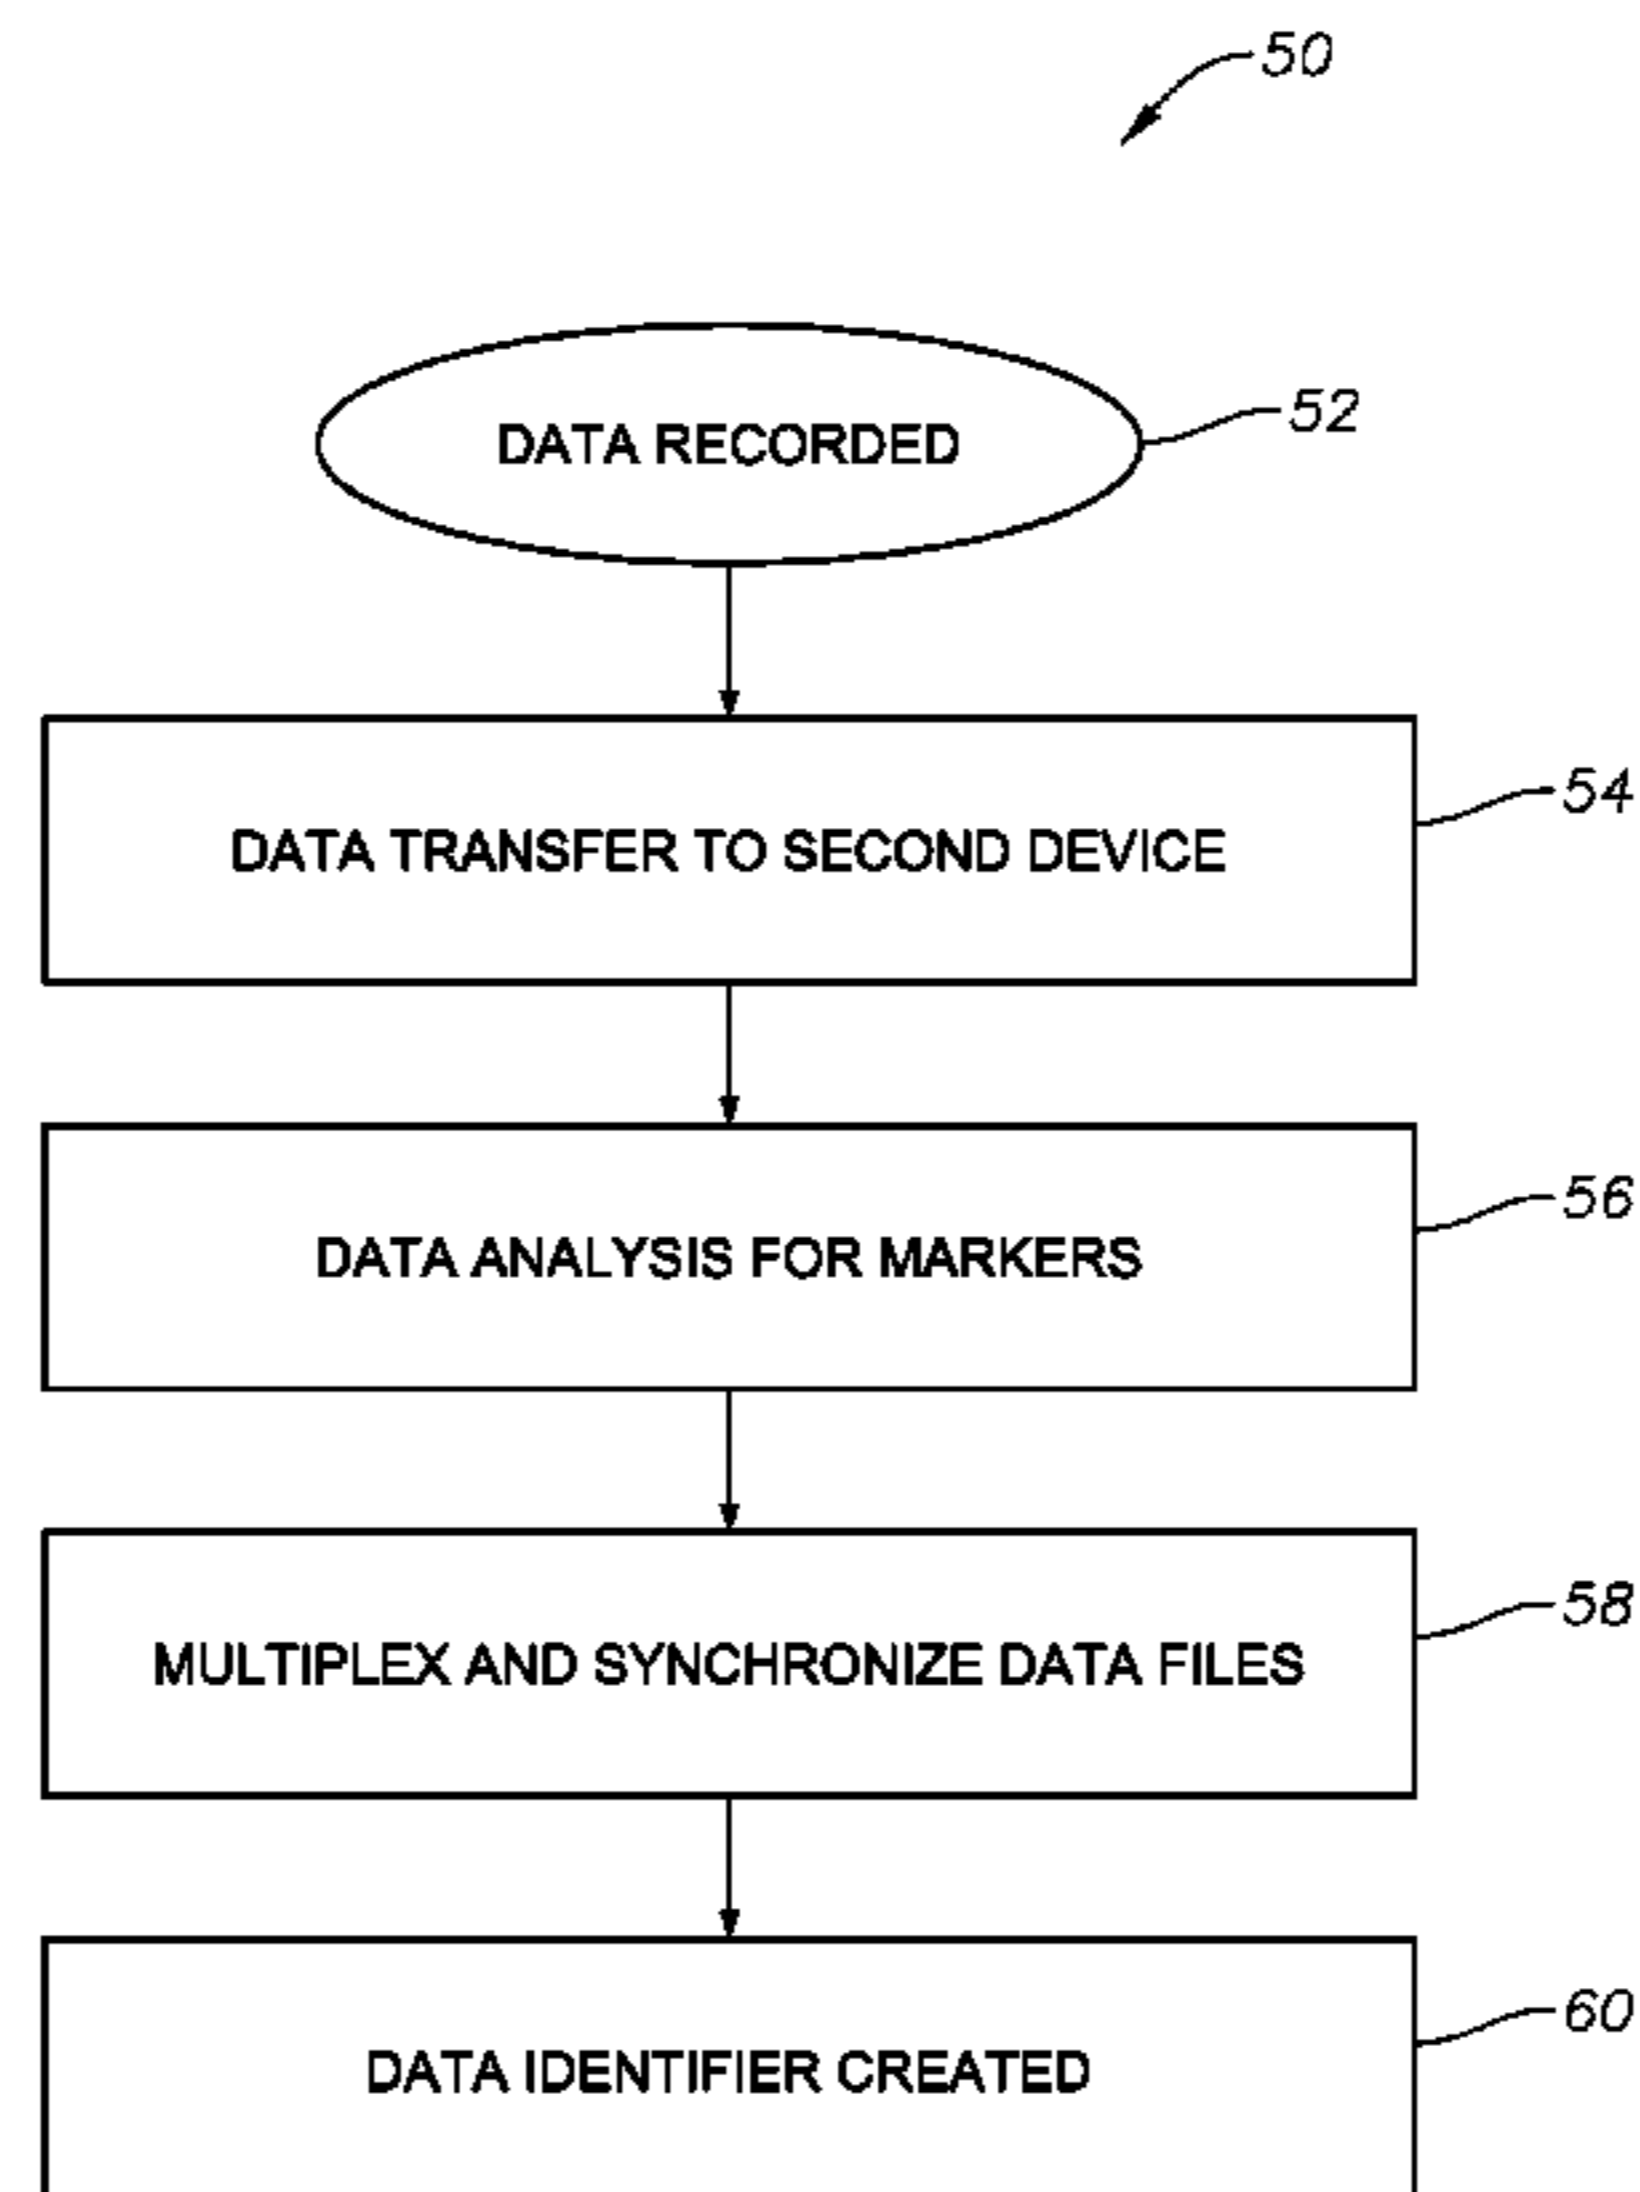 50
DATA RECORDED
52
DATA TRANSFER TO SECOND DEVICE
54
DATA ANALYSIS FOR MARKERS
56
MULTIPLEX AND SYNCHRONIZE DATA FILES
58
DATA IDENTIFIER CREATED
60